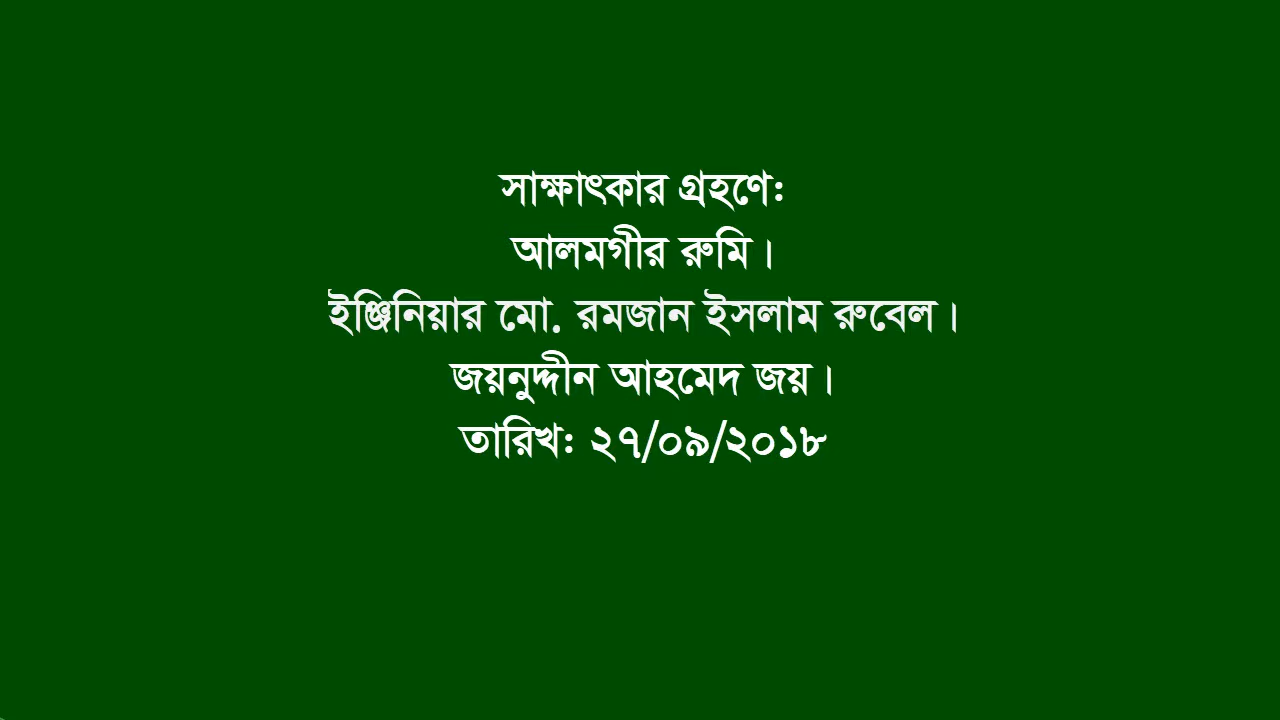 সাক্ষাৎকার গ্রহণে:
আলমগীর রুমি।
ইঞ্জিনিয়ার মো. রমজান ইসলাম রুবেল।
জয়নুদ্দীন আহমেদ জয়।
তারিখ: ২৭/০৯/২০১৮